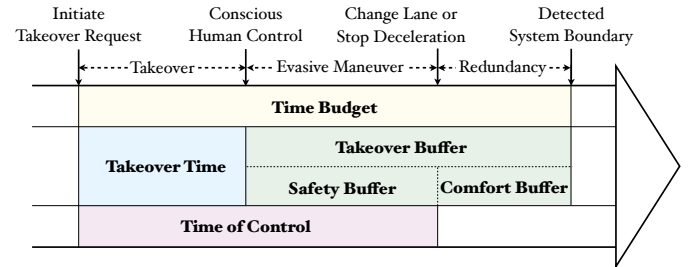 Initiate
Takeover Request
Conscious
Human Control
Change Lane or
Stop Deceleration
Detected
System Boundary
Takeover
Evasive Maneuver
Redundancy
Time Budget
Takeover Time
Takeover Buffer
Safety Buffer
Comfort Buffer
Time of Control